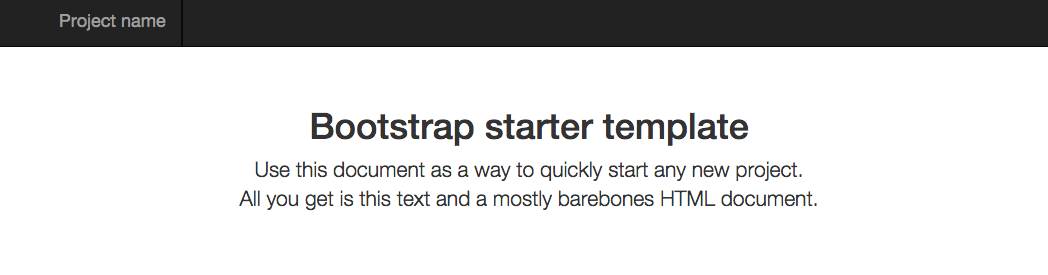 Project name
Bootstrap starter template
Use this document as a way to quickly start any new project.
All you get is this text and a mostly barebones HTML document.